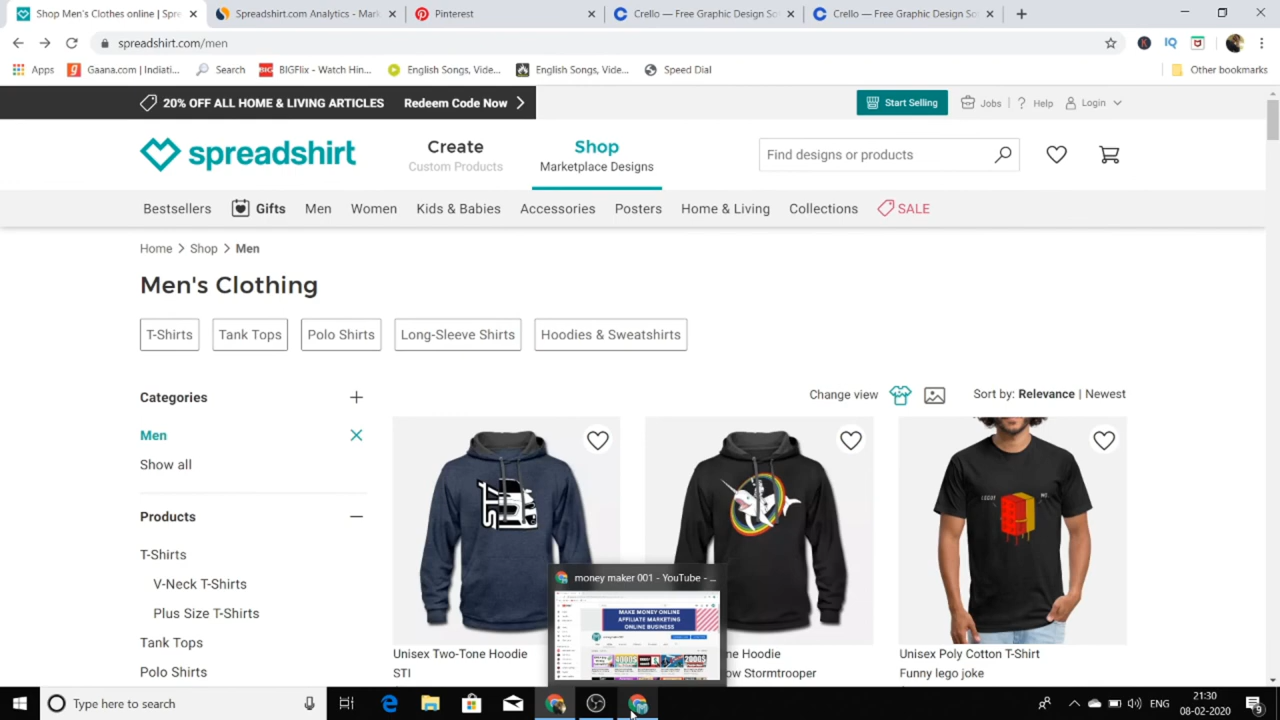 Shop Men's Clothes online | Spre
Spreadshirt.com Analytics - Mark
Pinterest
Crello — Free Graphic Design So
Crello — Free Graphic Design So
spreadshirt.com/men
Apps
Gaana.com | Indiati...
Search
BIGFlix - Watch Hin...
English Songs, Vide...
English Songs, Vide...
Speed Dial
Other bookmarks
20% OFF ALL HOME & LIVING ARTICLES Redeem Code Now
Start Selling
Jobs
Help
Login
spreadshirt
Create
Custom Products
Shop
Marketplace Designs
Find designs or products
Bestsellers Gifts Men Women Kids & Babies Accessories Posters Home & Living Collections SALE
Home > Shop > Men
Men's Clothing
T-Shirts Tank Tops Polo Shirts Long-Sleeve Shirts Hoodies & Sweatshirts
Categories
Change view
Sort by: Relevance | Newest
Men
Show all
Products
T-Shirts
V-Neck T-Shirts
Plus Size T-Shirts
Tank Tops
Polo Shirts
money maker 001 - YouTube - ...
MAKE MONEY ONLINE
AFFILIATE MARKETING
ONLINE BUSINESS
Unisex Two-Tone Hoodie
STI
ne Hoodie
ow Stormtrooper
Unisex Poly Cotton T-Shirt
Funny lego joke
Type here to search
ENG
21:30
08-02-2020